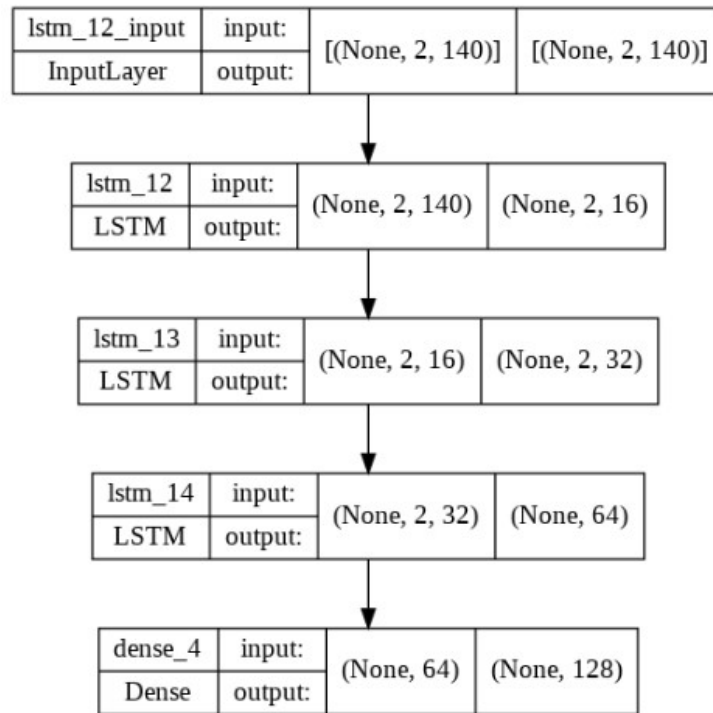 lstm_12_input input: [(None, 2, 140)] [(None, 2, 140)]
InputLayer output:
lstm_12 input: (None, 2, 140) (None, 2, 16)
LSTM output:
lstm_13 input: (None, 2, 16) (None, 2, 32)
LSTM output:
lstm_14 input: (None, 2, 32) (None, 64)
LSTM output:
dense_4 input: (None, 64) (None, 128)
Dense output: